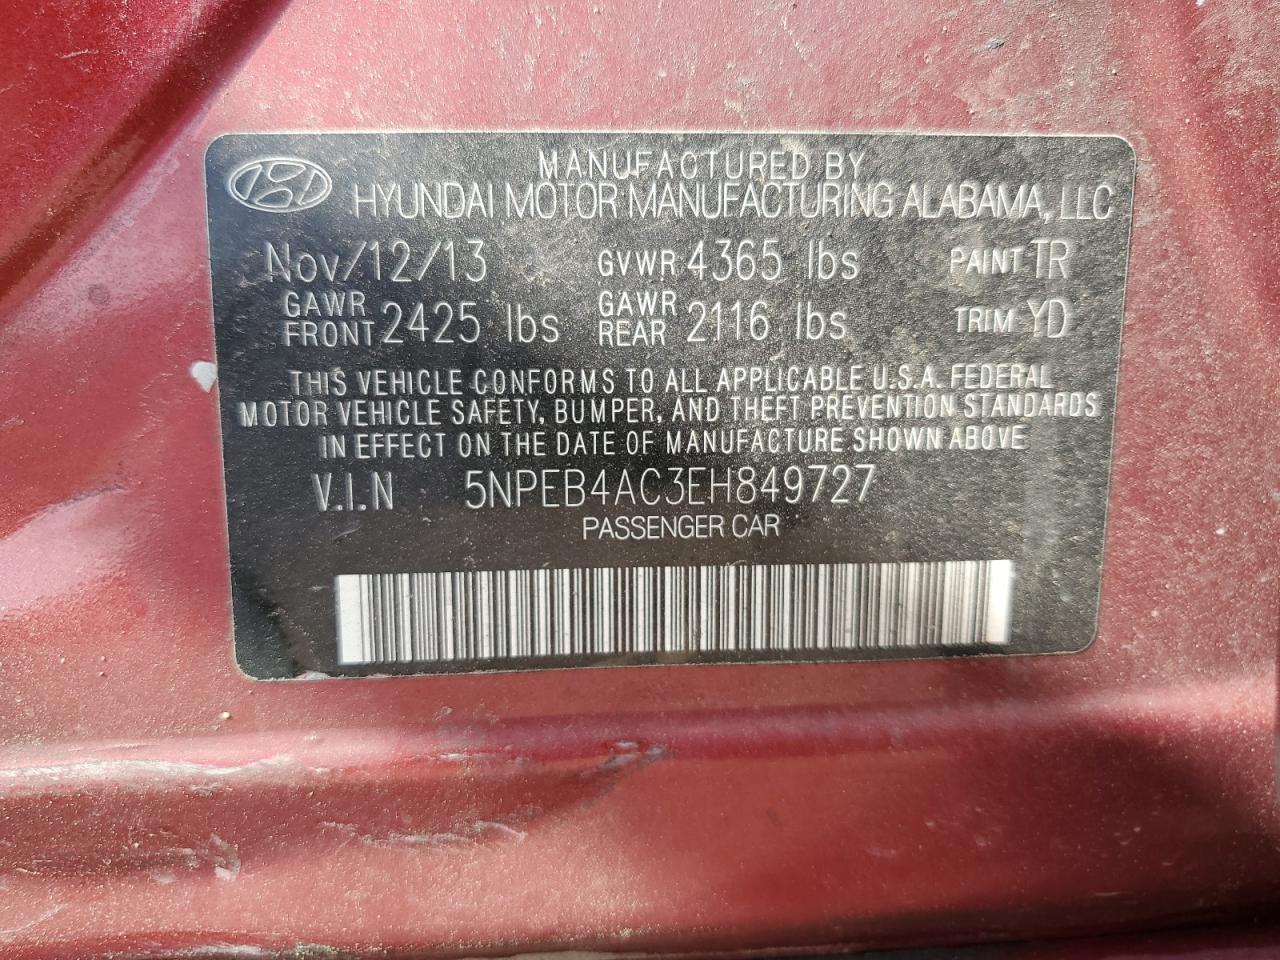 MANUFACTURED BY
HYUNDAI MOTOR MANUFACTURING ALABAMA, LLC
Nov/12/13 GVWR 4365 lbs PAINT TR
GAWR FRONT 2425 lbs GAWR REAR 2116 lbs TRIM YD
THIS VEHICLE CONFORMS TO ALL APPLICABLE U.S.A. FEDERAL
MOTOR VEHICLE SAFETY, BUMPER, AND THEFT PREVENTION STANDARDS
IN EFFECT ON THE DATE OF MANUFACTURE SHOWN ABOVE
V.I.N 5NPEB4AC3EH849727
PASSENGER CAR